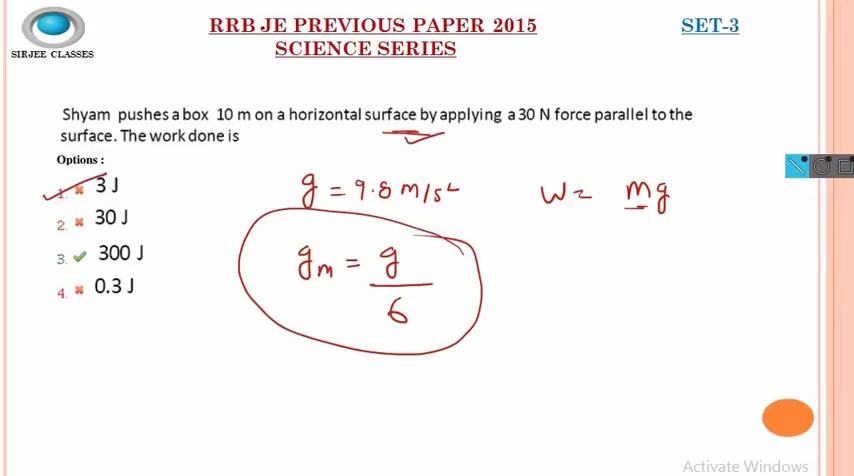 RRB JE PREVIOUS PAPER 2015 SET-3
SCIENCE SERIES
SIRJEE CLASSES
Shyam pushes a box 10 m on a horizontal surface by applying a 30 N force parallel to the
surface. The work done is
Options :
1. 3 J
2. 30 J
3. 300 J
4. 0.3 J
g = 9.8 m/s²
w = mg
gm = g/6
Activate Windows